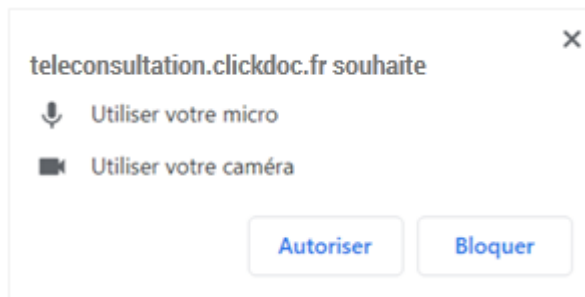 teleconsultation.clickdoc.fr souhaite
Utiliser votre micro
Utiliser votre caméra
Autoriser
Bloquer